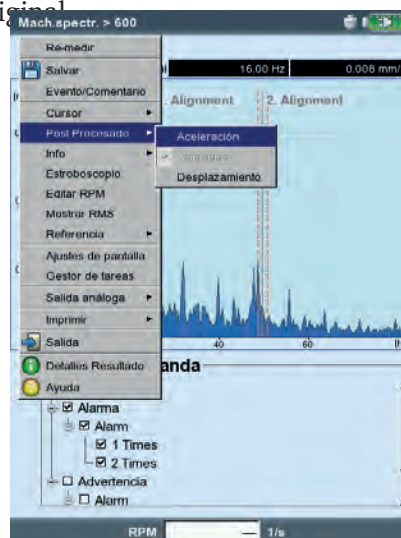 iginal
Mach.spectr. > 600
Re-medir
Salvar
16.00 Hz
0.008 mm/
Evento/Comentario
Cursor
. Alignment
2. Alignment
Post Procesado
Aceleración
Info
Estroboscopio
Desplazamiento
Editar RPM
Mostrar RMS
Referencia
Ajustes de pantalla
Gestor de tareas
Salida análoga
Imprimir
40
60
Salida
Detalles Resultado
anda
Ayuda
Alarma
Alarm
1 Times
2 Times
Advertencia
Alarm
RPM
—
1/s